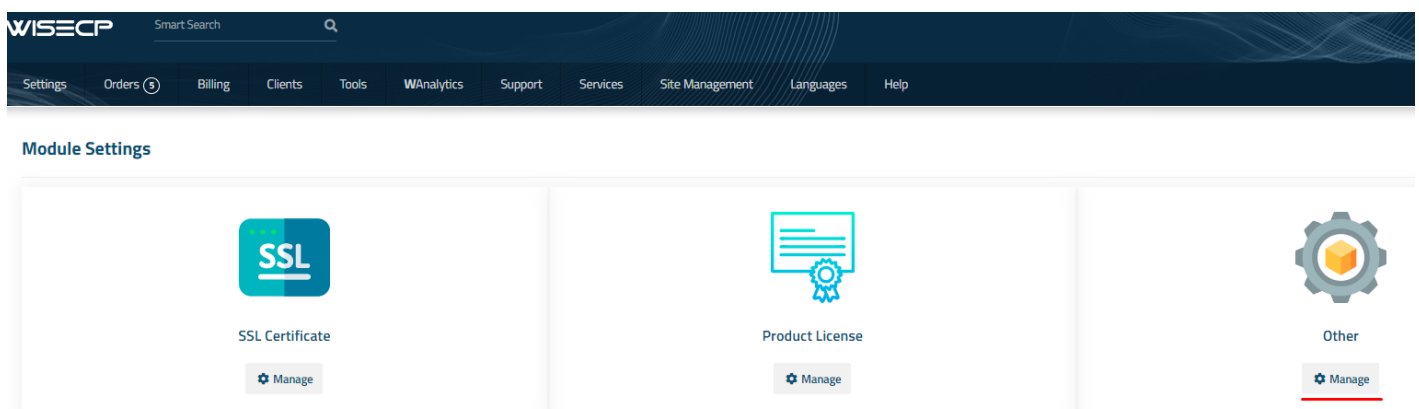 WISECP Smart Search
Settings Orders 5 Billing Clients Tools WAnalytics Support Services Site Management Languages Help
Module Settings
SSL
SSL Certificate Product License Other
Manage Manage Manage